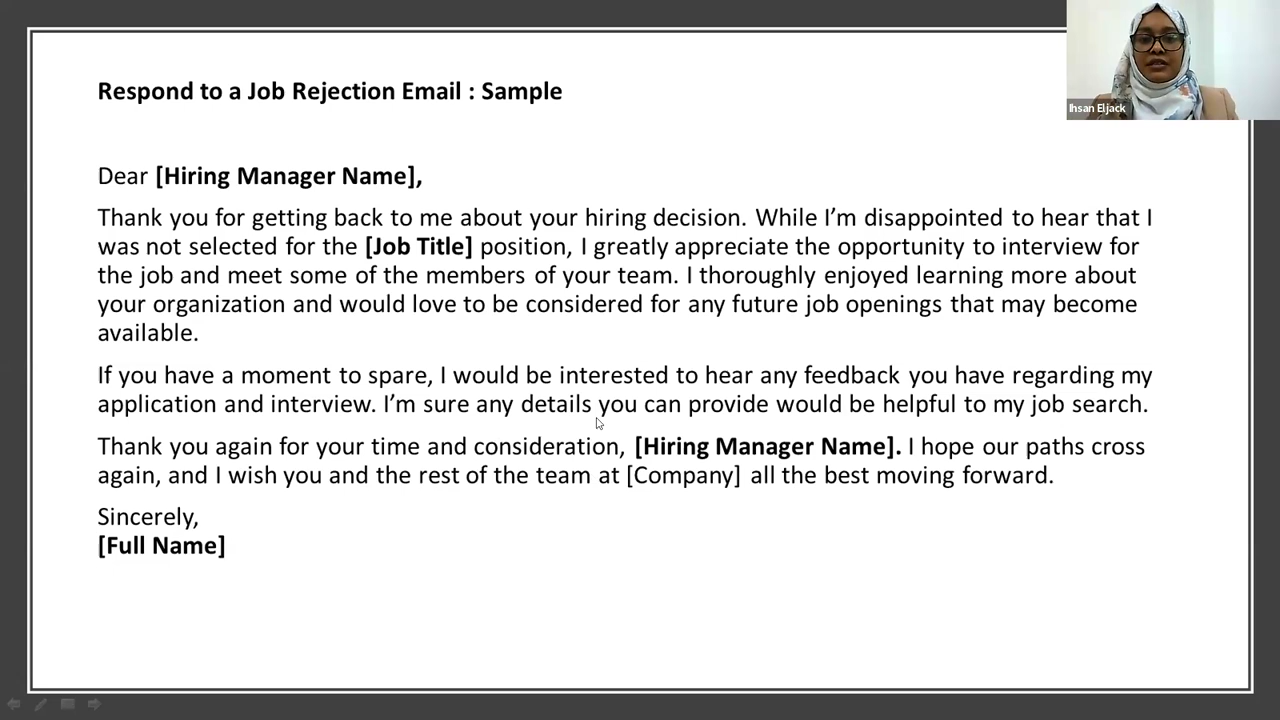 Respond to a Job Rejection Email : Sample
Ihsan Eljack
Dear [Hiring Manager Name],
Thank you for getting back to me about your hiring decision. While I’m disappointed to hear that I
was not selected for the [Job Title] position, I greatly appreciate the opportunity to interview for
the job and meet some of the members of your team. I thoroughly enjoyed learning more about
your organization and would love to be considered for any future job openings that may become
available.
If you have a moment to spare, I would be interested to hear any feedback you have regarding my
application and interview. I’m sure any details you can provide would be helpful to my job search.
Thank you again for your time and consideration, [Hiring Manager Name]. I hope our paths cross
again, and I wish you and the rest of the team at [Company] all the best moving forward.
Sincerely,
[Full Name]